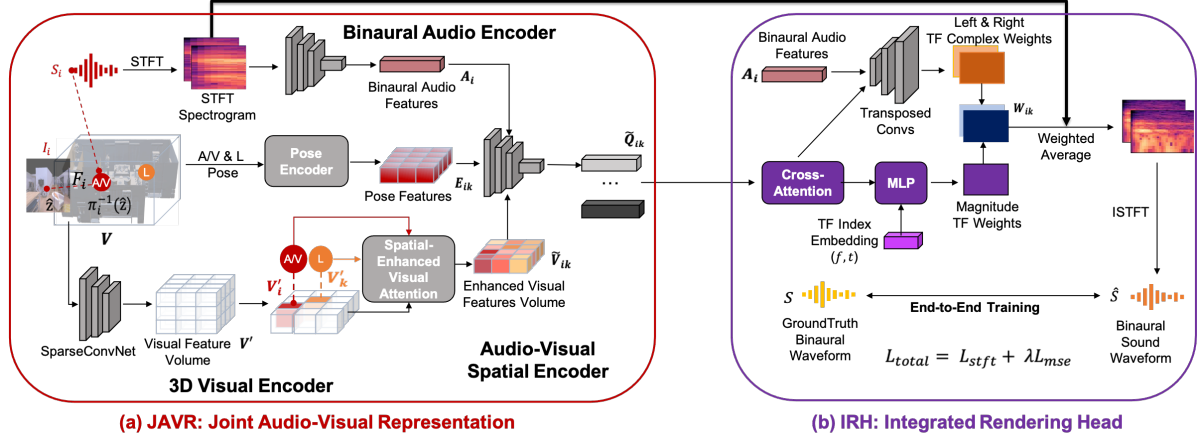 Binaural Audio Encoder
S_i
STFT
STFT
Spectrogram
Binaural Audio
Features
A_i
I_i
F_i
A/V
L
ẑ
π_i^{-1}(ẑ)
V
A/V & L
Pose
Pose
Encoder
Pose Features
E_ik
Q̃_ik
...
SparseConvNet
Visual Feature
Volume
V'
A/V
L
V'_i
V'_k
Spatial-
Enhanced
Visual
Attention
Ṽ_ik
Enhanced Visual
Features Volume
3D Visual Encoder
Audio-Visual
Spatial Encoder
(a) JAVR: Joint Audio-Visual Representation
Binaural Audio
Features
A_i
Left & Right
TF Complex Weights
Transposed
Convs
W_ik
Weighted
Average
Cross-
Attention
MLP
Magnitude
TF Weights
TF Index
Embedding
(f, t)
ISTFT
S
End-to-End Training
Ŝ
GroundTruth
Binaural
Waveform
Binaural
Sound
Waveform
L_total = L_stft + λL_mse
(b) IRH: Integrated Rendering Head